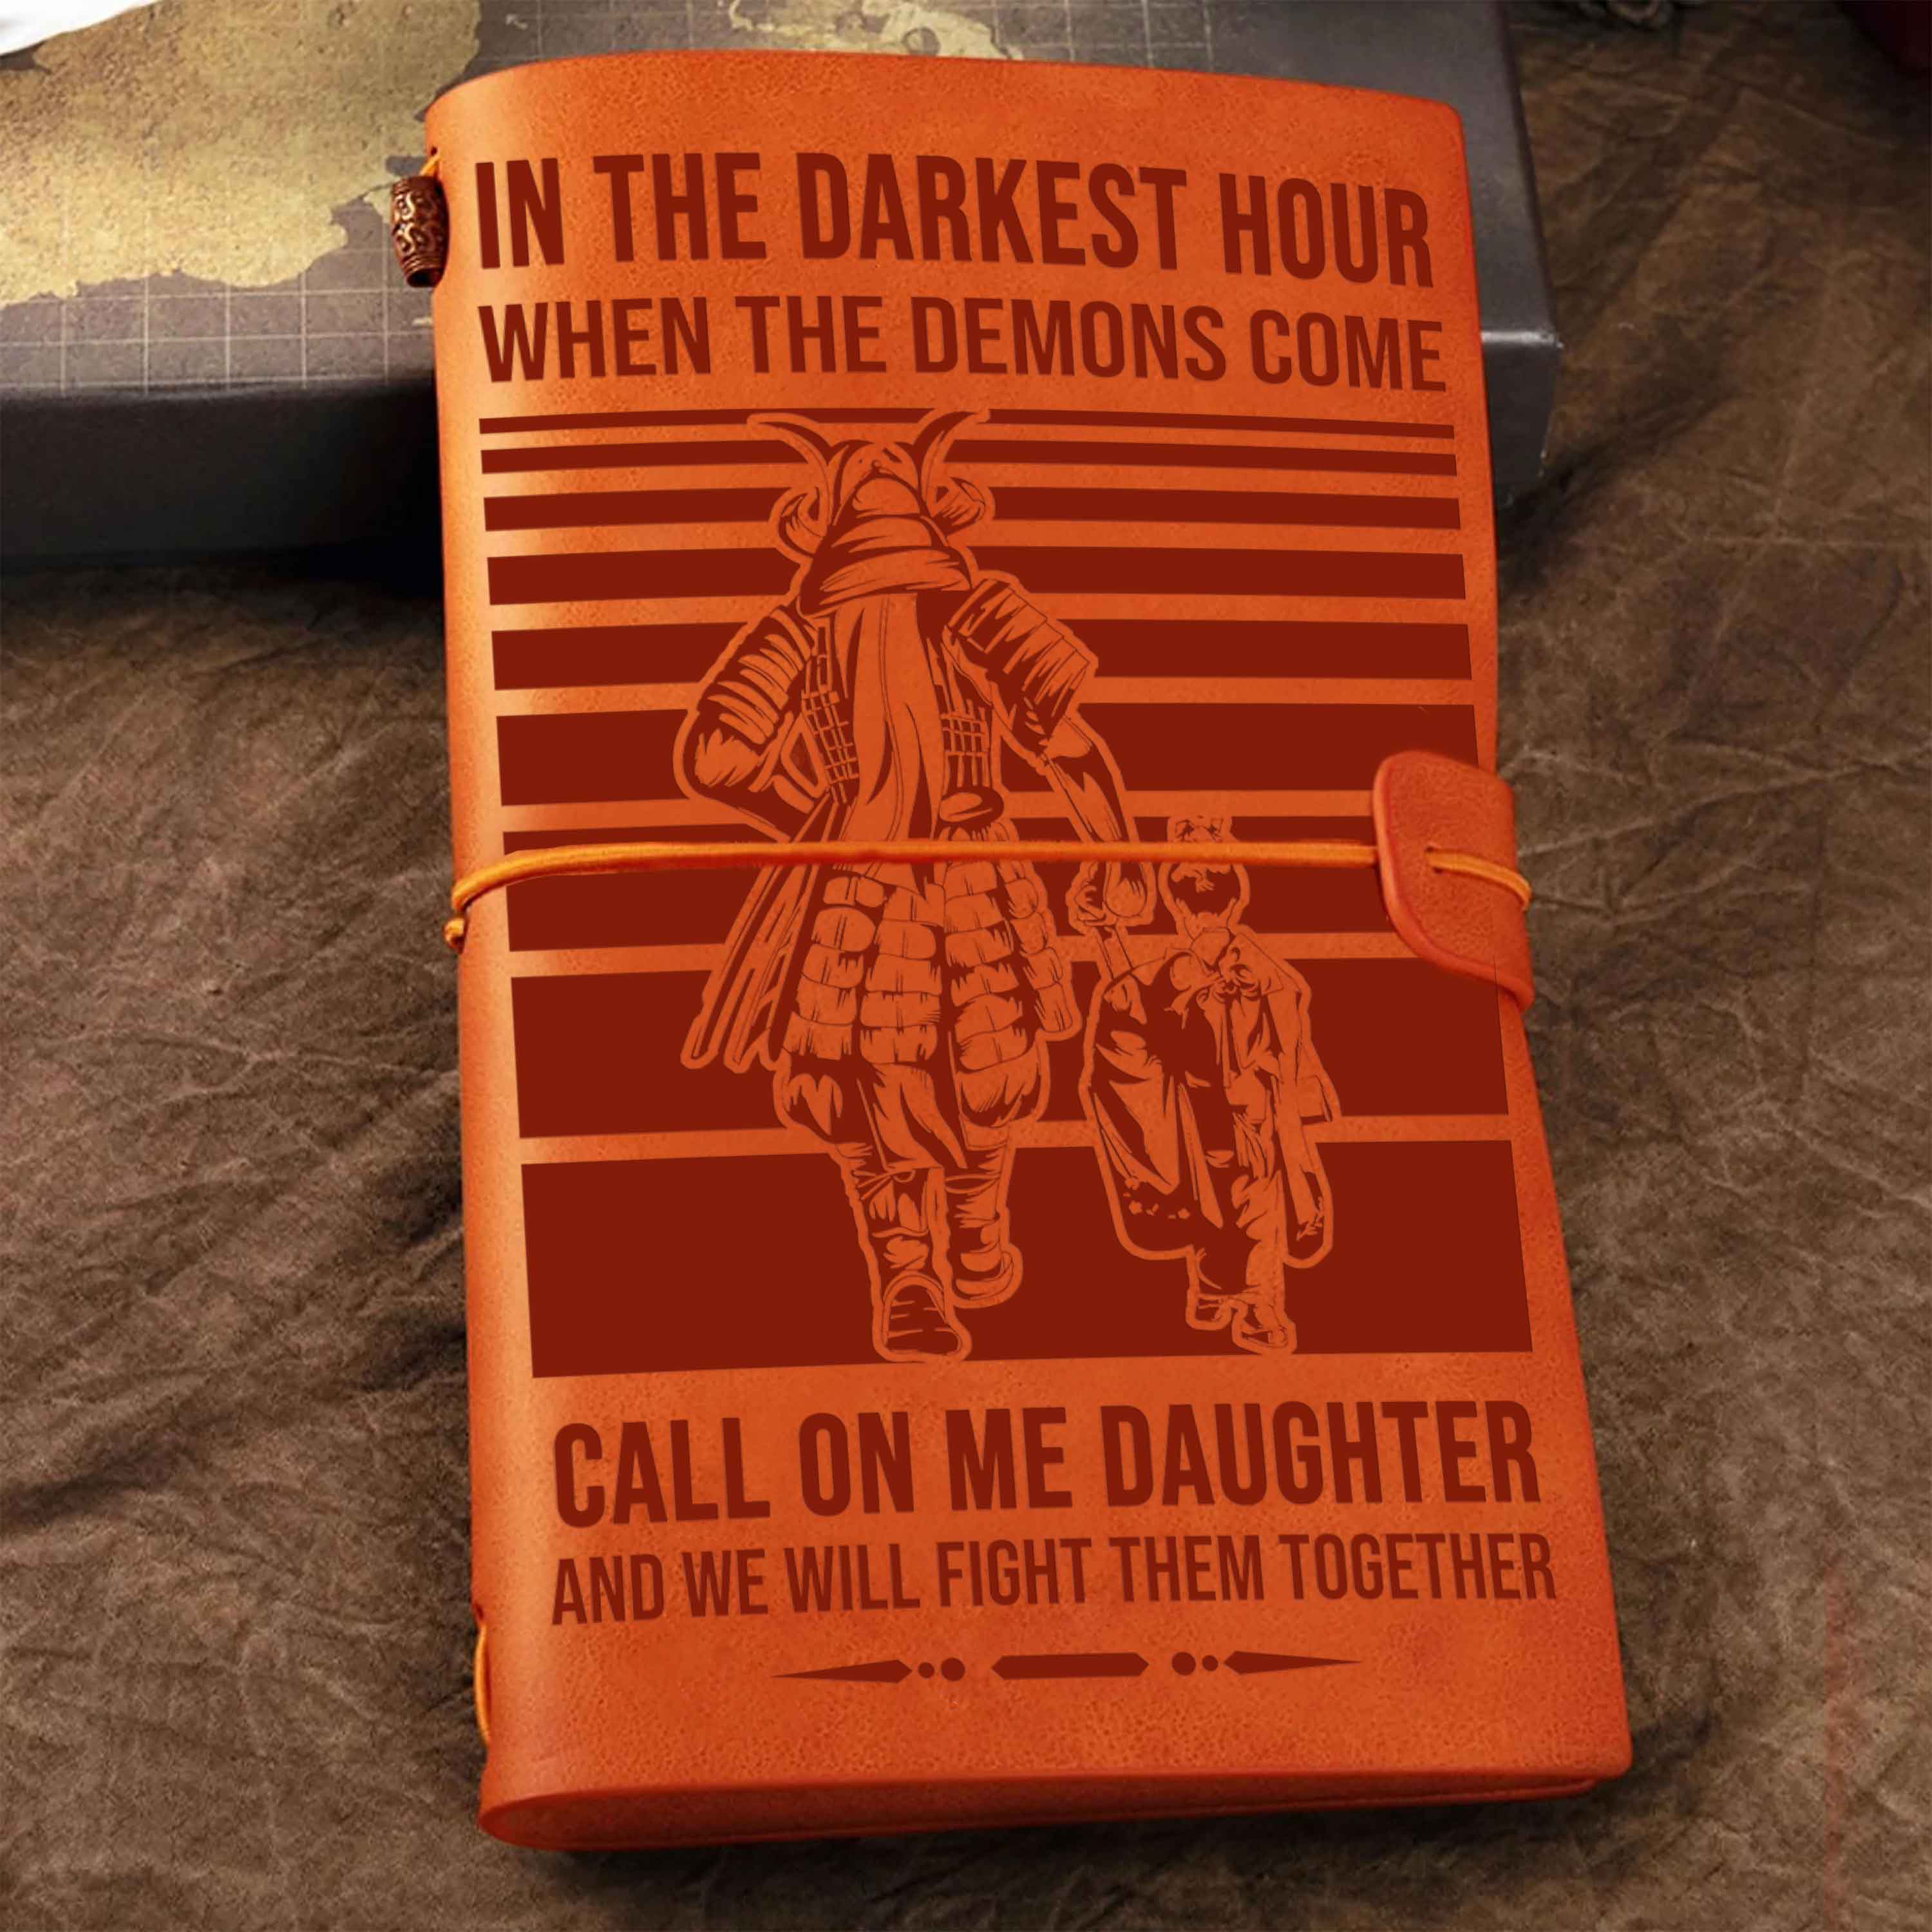 IN THE DARKEST HOUR
WHEN THE DEMONS COME
CALL ON ME DAUGHTER
AND WE WILL FIGHT THEM TOGETHER